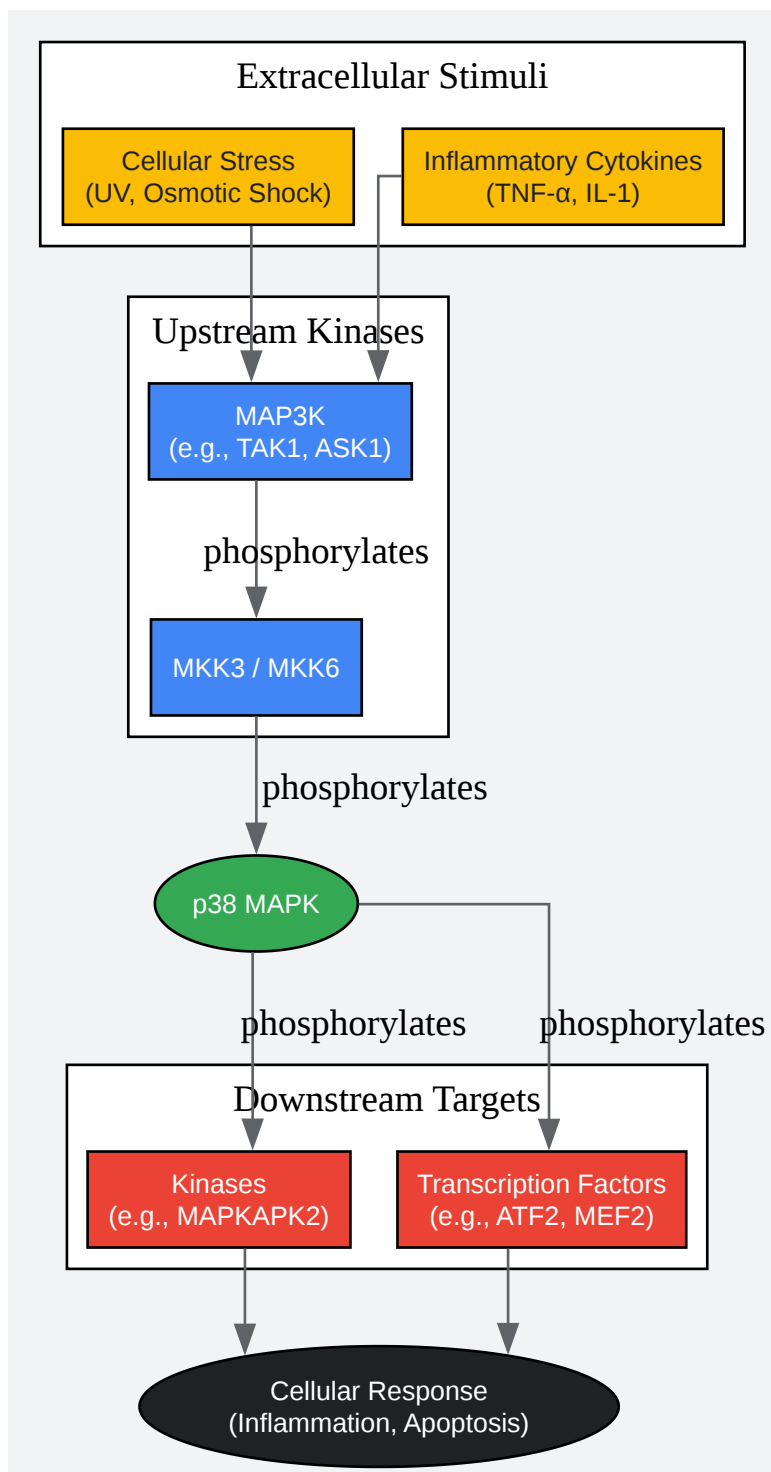 Extracellular Stimuli
Cellular Stress
(UV, Osmotic Shock)
Inflammatory Cytokines
(TNF-α, IL-1)
Upstream Kinases
MAP3K
(e.g., TAK1, ASK1)
phosphorylates
MKK3 / MKK6
phosphorylates
p38 MAPK
phosphorylates
phosphorylates
Downstream Targets
Kinases
(e.g., MAPKAPK2)
Transcription Factors
(e.g., ATF2, MEF2)
Cellular Response
(Inflammation, Apoptosis)